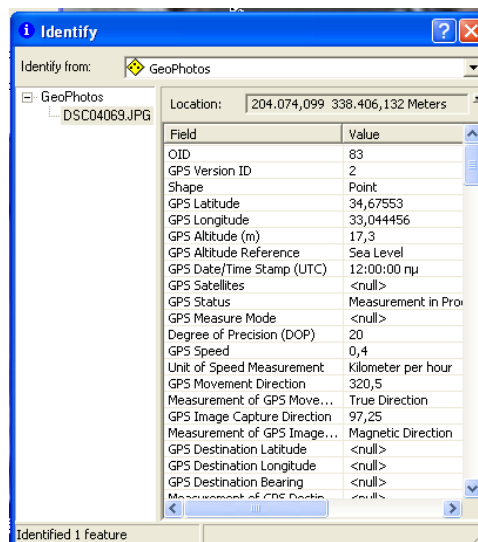 Identify
Identify from: GeoPhotos
GeoPhotos
DSC04069.JPG
Location: 204.074,099 338.406,132 Meters
Field Value
OID 83
GPS Version ID 2
Shape Point
GPS Latitude 34,67553
GPS Longitude 33,044456
GPS Altitude (m) 17,3
GPS Altitude Reference Sea Level
GPS Date/Time Stamp (UTC) 12:00:00 πμ
GPS Satellites <null>
GPS Status Measurement in Pro
GPS Measure Mode <null>
Degree of Precision (DOP) 20
GPS Speed 0,4
Unit of Speed Measurement Kilometer per hour
GPS Movement Direction 320,5
Measurement of GPS Move... True Direction
GPS Image Capture Direction 97,25
Measurement of GPS Image... Magnetic Direction
GPS Destination Latitude <null>
GPS Destination Longitude <null>
GPS Destination Bearing <null>
Measurement of GPS Destin... <null>
Identified 1 feature